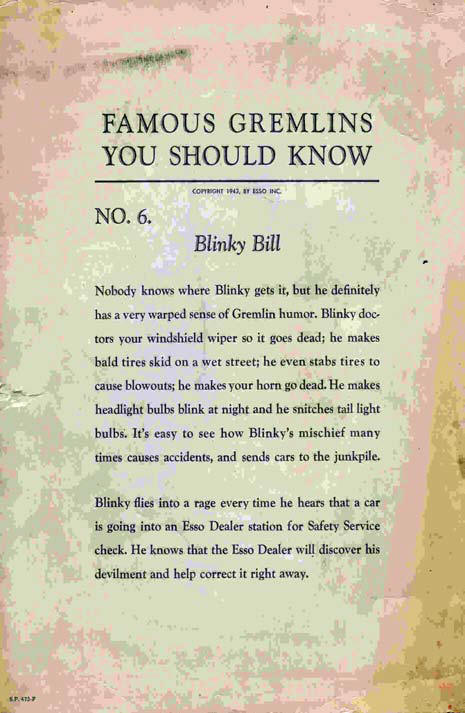 FAMOUS GREMLINS
YOU SHOULD KNOW
COPYRIGHT 1943, BY ESSO INC.
NO. 6.
Blinky Bill
Nobody knows where Blinky gets it, but he definitely
has a very warped sense of Gremlin humor. Blinky doc-
tors your windshield wiper so it goes dead; he makes
bald tires skid on a wet street; he even stabs tires to
cause blowouts; he makes your horn go dead. He makes
headlight bulbs blink at night and he snitches tail light
bulbs. It's easy to see how Blinky's mischief many
times causes accidents, and sends cars to the junkpile.
Blinky flies into a rage every time he hears that a car
is going into an Esso Dealer station for Safety Service
check. He knows that the Esso Dealer will discover his
devilment and help correct it right away.
S.P. 473-F